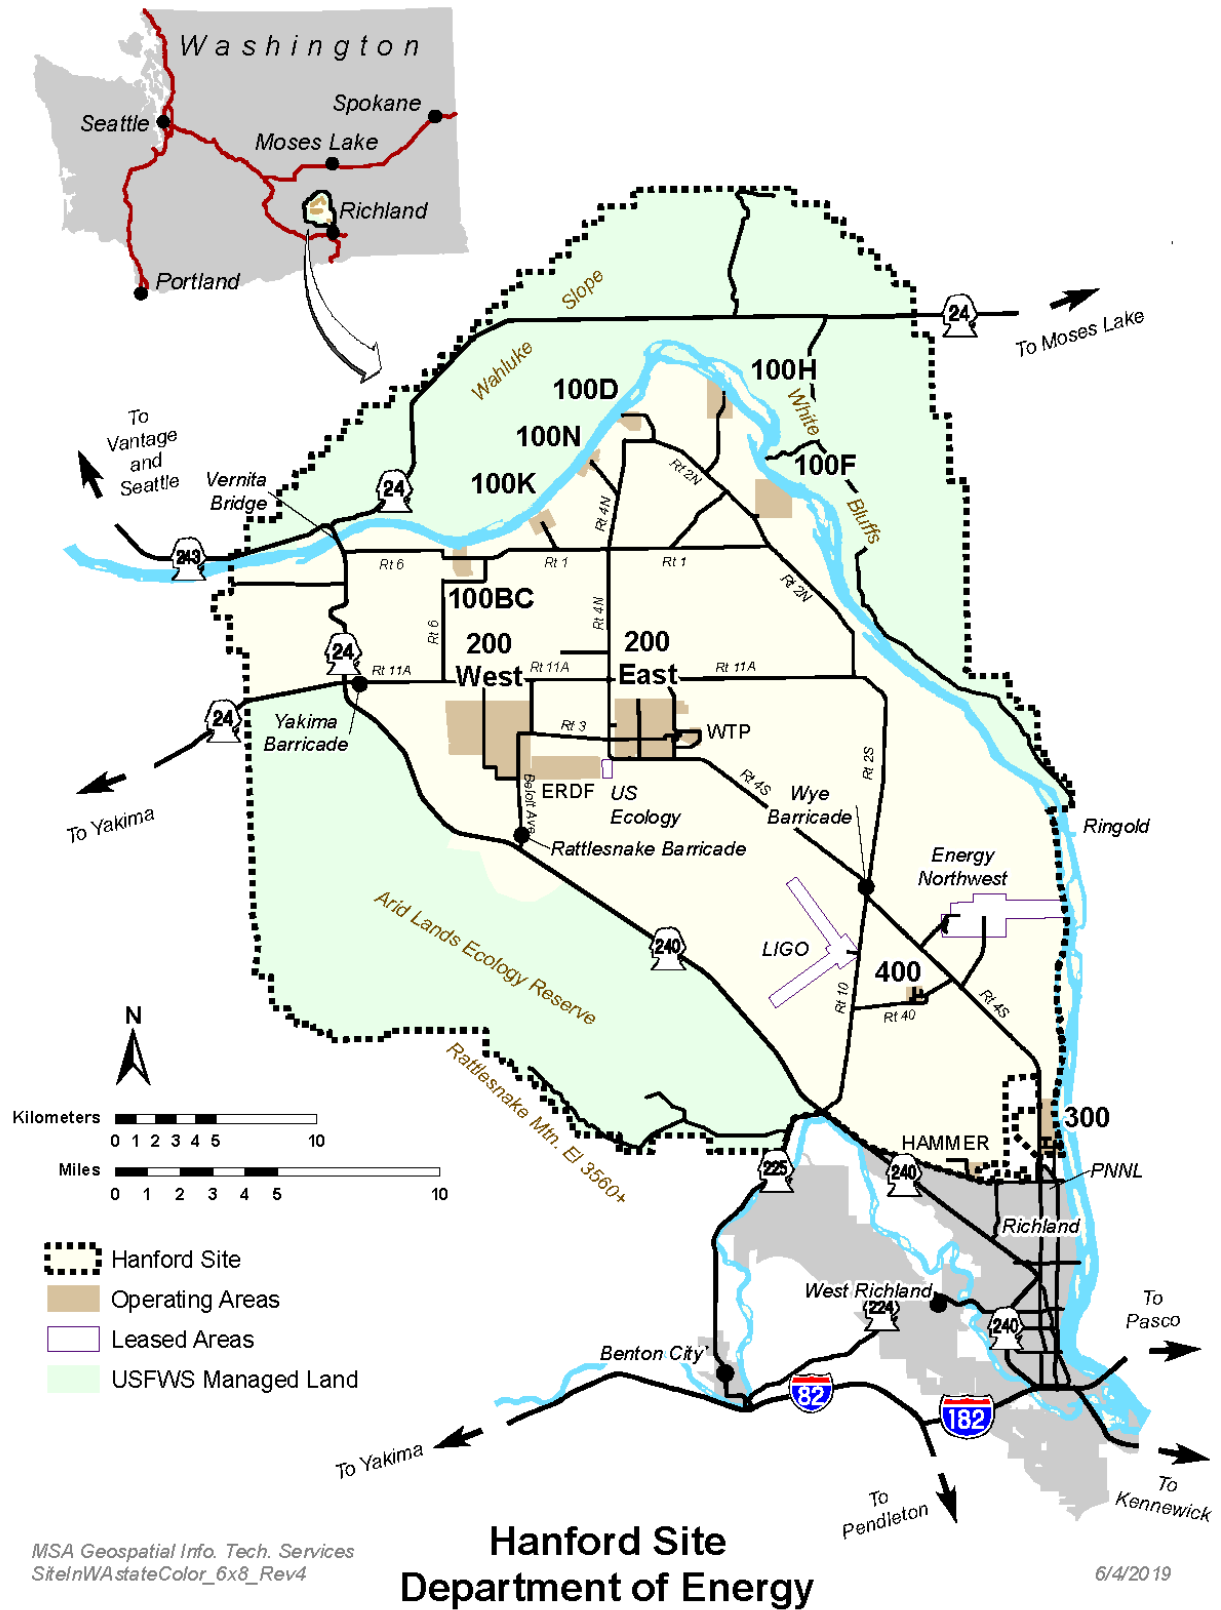 Washington
Spokane
Seattle
Moses Lake
Richland
Portland
Slope
24
To Moses Lake
Wahluke
100H
100D
White
To
Vantage
and
Seattle
100N
100F
Rt 2N
Vernita
Bridge
100K
24
Rt 4N
Bluffs
243
Rt 6
Rt 1
Rt 1
Rt 2N
100BC
Rt 4N
Rt 6
200
West
200
East
24
Rt 11A
Rt 11A
Rt 11A
24
Yakima
Barricade
Rt 3
WTP
Rt 2S
Rt 4S
To Yakima
Beloit Ave
ERDF
US
Ecology
Wye
Barricade
Ringold
Rattlesnake Barricade
Energy
Northwest
Arid Lands Ecology Reserve
240
LIGO
400
Rt 10
Rt 40
Rt 4S
N
Rattlesnake Mtn. El 3560+
Kilometers
0 1 2 3 4 5 10
Miles
0 1 2 3 4 5 10
300
HAMMER
225
240
PNNL
Richland
Hanford Site
Operating Areas
Leased Areas
USFWS Managed Land
West Richland
224
240
To
Pasco
Benton City
82
182
To Yakima
To
Pendleton
To
Kennewick
Hanford Site
Department of Energy
MSA Geospatial Info. Tech. Services
SiteInWAstateColor_6x8_Rev4
6/4/2019